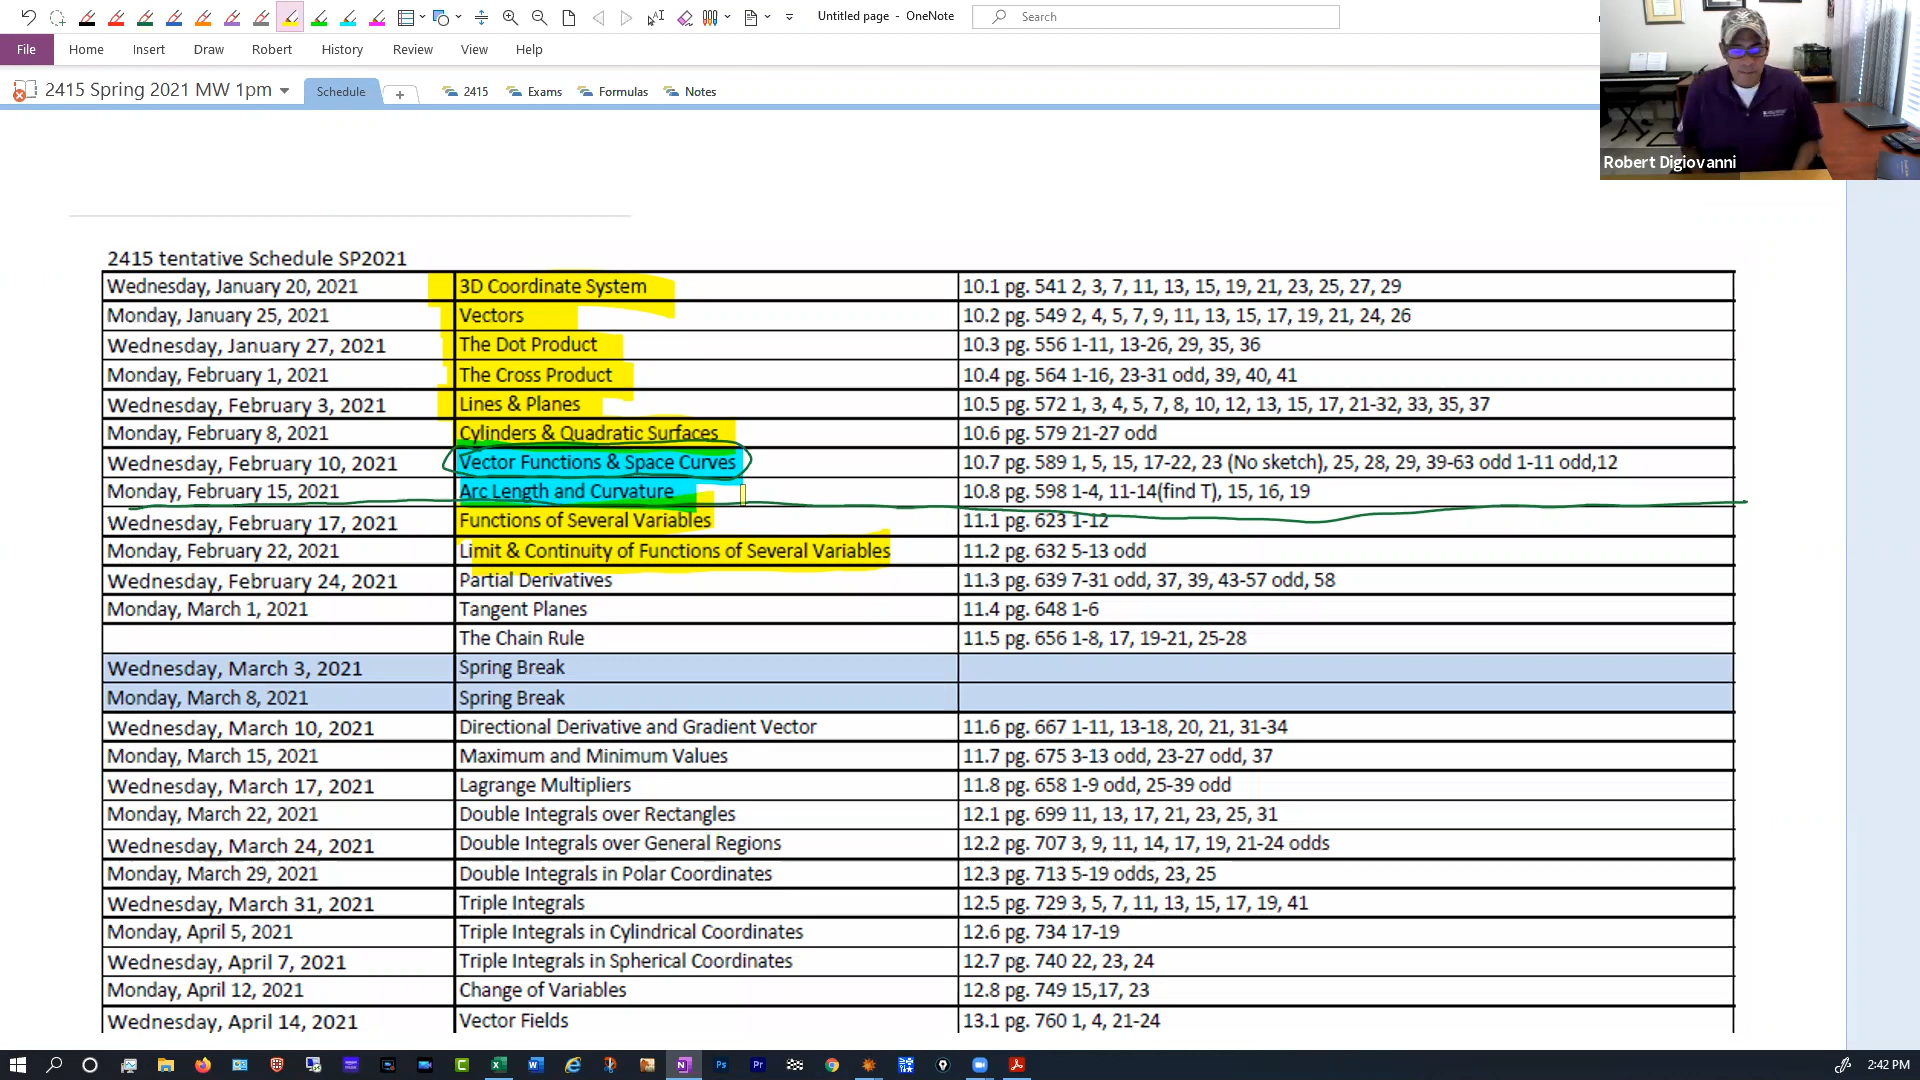 Untitled page - OneNote
Search
File Home Insert Draw Robert History Review View Help
2415 Spring 2021 MW 1pm Schedule 2415 Exams Formulas Notes
Robert Digiovanni
2415 tentative Schedule SP2021
Wednesday, January 20, 2021 3D Coordinate System 10.1 pg. 541 2, 3, 7, 11, 13, 15, 19, 21, 23, 25, 27, 29
Monday, January 25, 2021 Vectors 10.2 pg. 549 2, 4, 5, 7, 9, 11, 13, 15, 17, 19, 21, 24, 26
Wednesday, January 27, 2021 The Dot Product 10.3 pg. 556 1-11, 13-26, 29, 35, 36
Monday, February 1, 2021 The Cross Product 10.4 pg. 564 1-16, 23-31 odd, 39, 40, 41
Wednesday, February 3, 2021 Lines & Planes 10.5 pg. 572 1, 3, 4, 5, 7, 8, 10, 12, 13, 15, 17, 21-32, 33, 35, 37
Monday, February 8, 2021 Cylinders & Quadratic Surfaces 10.6 pg. 579 21-27 odd
Wednesday, February 10, 2021 Vector Functions & Space Curves 10.7 pg. 589 1, 5, 15, 17-22, 23 (No sketch), 25, 28, 29, 39-63 odd 1-11 odd,12
Monday, February 15, 2021 Arc Length and Curvature 10.8 pg. 598 1-4, 11-14(find T), 15, 16, 19
Wednesday, February 17, 2021 Functions of Several Variables 11.1 pg. 623 1-12
Monday, February 22, 2021 Limit & Continuity of Functions of Several Variables 11.2 pg. 632 5-13 odd
Wednesday, February 24, 2021 Partial Derivatives 11.3 pg. 639 7-31 odd, 37, 39, 43-57 odd, 58
Monday, March 1, 2021 Tangent Planes 11.4 pg. 648 1-6
The Chain Rule 11.5 pg. 656 1-8, 17, 19-21, 25-28
Wednesday, March 3, 2021 Spring Break
Monday, March 8, 2021 Spring Break
Wednesday, March 10, 2021 Directional Derivative and Gradient Vector 11.6 pg. 667 1-11, 13-18, 20, 21, 31-34
Monday, March 15, 2021 Maximum and Minimum Values 11.7 pg. 675 3-13 odd, 23-27 odd, 37
Wednesday, March 17, 2021 Lagrange Multipliers 11.8 pg. 658 1-9 odd, 25-39 odd
Monday, March 22, 2021 Double Integrals over Rectangles 12.1 pg. 699 11, 13, 17, 21, 23, 25, 31
Wednesday, March 24, 2021 Double Integrals over General Regions 12.2 pg. 707 3, 9, 11, 14, 17, 19, 21-24 odds
Monday, March 29, 2021 Double Integrals in Polar Coordinates 12.3 pg. 713 5-19 odds, 23, 25
Wednesday, March 31, 2021 Triple Integrals 12.5 pg. 729 3, 5, 7, 11, 13, 15, 17, 19, 41
Monday, April 5, 2021 Triple Integrals in Cylindrical Coordinates 12.6 pg. 734 17-19
Wednesday, April 7, 2021 Triple Integrals in Spherical Coordinates 12.7 pg. 740 22, 23, 24
Monday, April 12, 2021 Change of Variables 12.8 pg. 749 15,17, 23
Wednesday, April 14, 2021 Vector Fields 13.1 pg. 760 1, 4, 21-24
2:42 PM